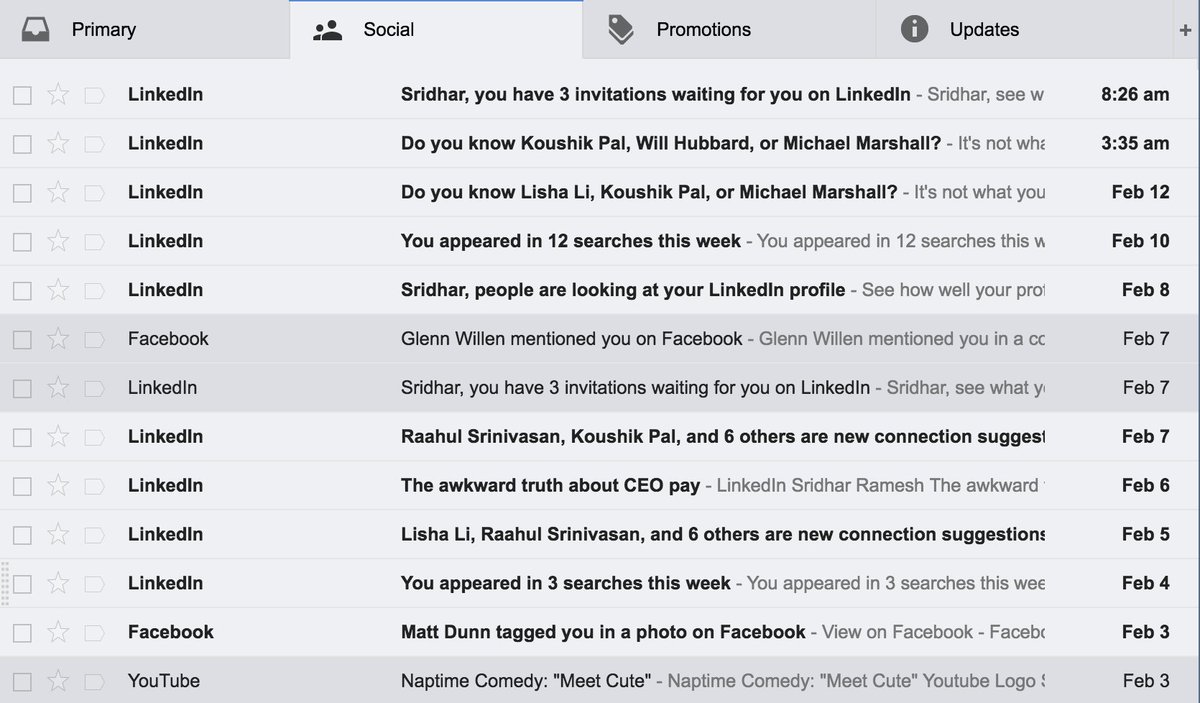 Primary Social Promotions Updates +
LinkedIn Sridhar, you have 3 invitations waiting for you on LinkedIn - Sridhar, see w 8:26 am
LinkedIn Do you know Koushik Pal, Will Hubbard, or Michael Marshall? - It's not wha 3:35 am
LinkedIn Do you know Lisha Li, Koushik Pal, or Michael Marshall? - It's not what you Feb 12
LinkedIn You appeared in 12 searches this week - You appeared in 12 searches this w Feb 10
LinkedIn Sridhar, people are looking at your LinkedIn profile - See how well your prof Feb 8
Facebook Glenn Willen mentioned you on Facebook - Glenn Willen mentioned you in a co Feb 7
LinkedIn Sridhar, you have 3 invitations waiting for you on LinkedIn - Sridhar, see what y Feb 7
LinkedIn Raahul Srinivasan, Koushik Pal, and 6 others are new connection suggest Feb 7
LinkedIn The awkward truth about CEO pay - LinkedIn Sridhar Ramesh The awkward Feb 6
LinkedIn Lisha Li, Raahul Srinivasan, and 6 others are new connection suggestions Feb 5
LinkedIn You appeared in 3 searches this week - You appeared in 3 searches this wee Feb 4
Facebook Matt Dunn tagged you in a photo on Facebook - View on Facebook - Facebo Feb 3
YouTube Naptime Comedy: "Meet Cute" - Naptime Comedy: "Meet Cute" Youtube Logo S Feb 3